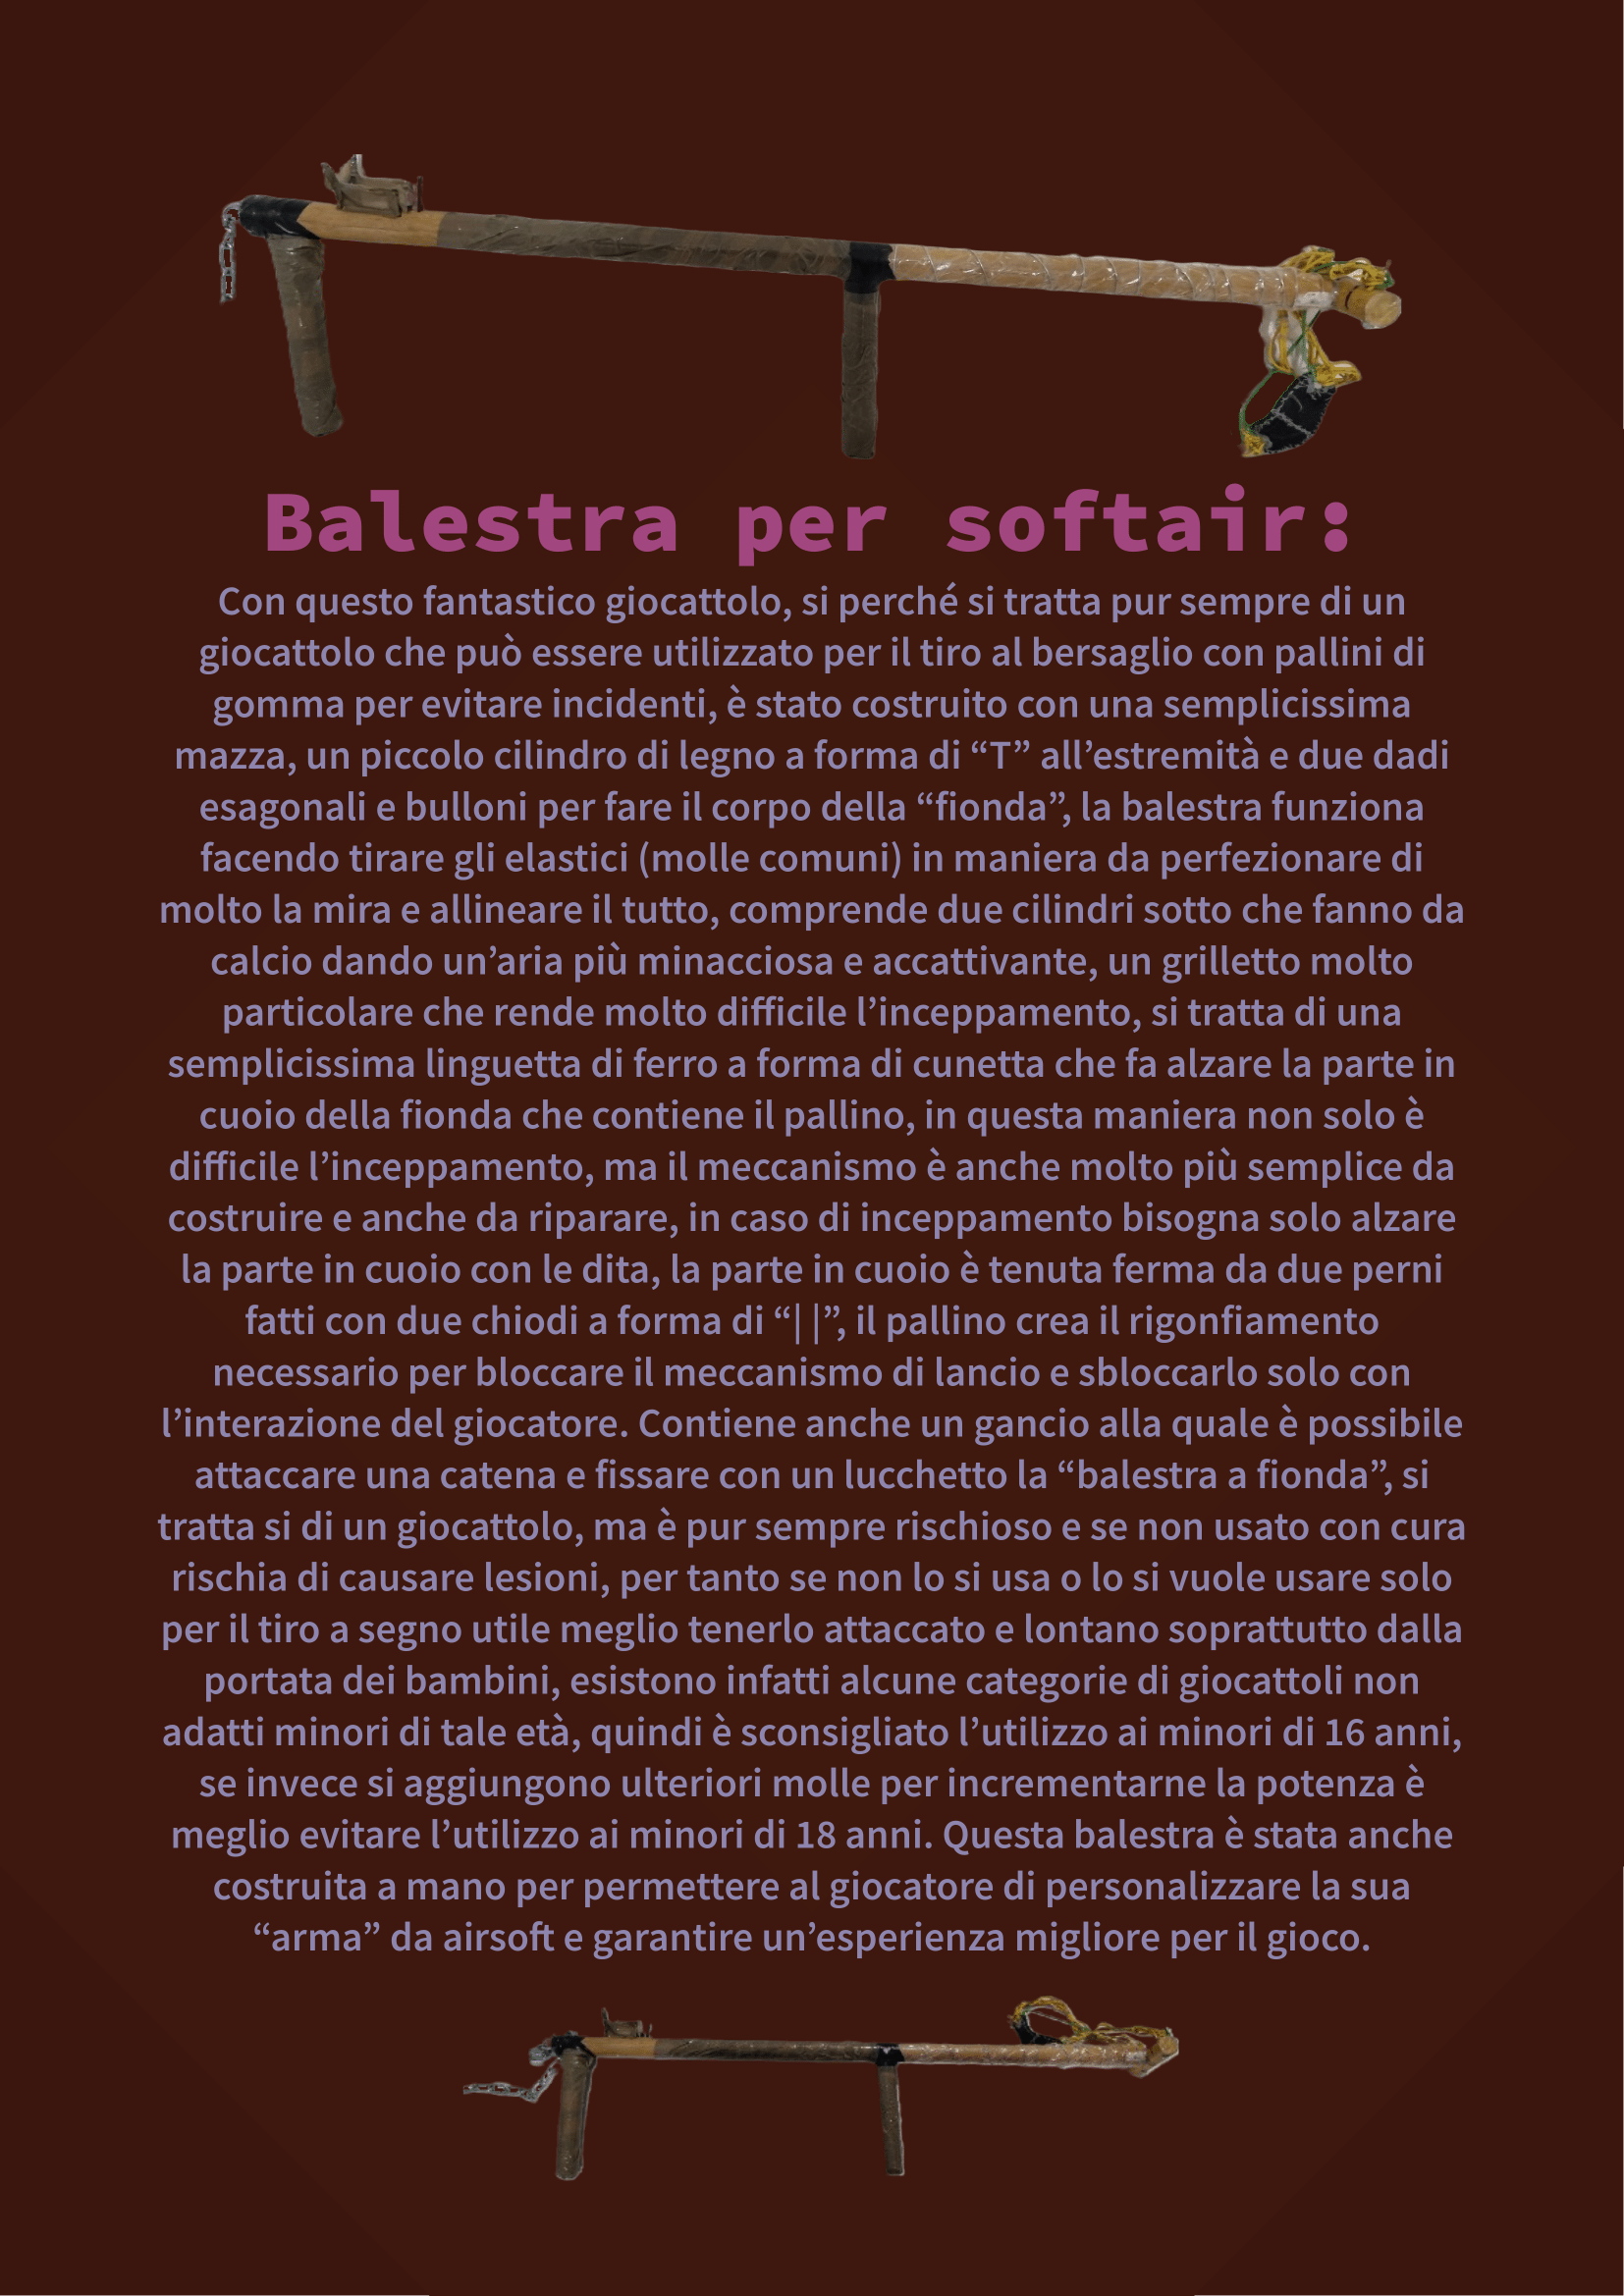 Balestra per softair:
Con questo fantastico giocattolo, si perché si tratta pur sempre di un
giocattolo che può essere utilizzato per il tiro al bersaglio con pallini di
gomma per evitare incidenti, è stato costruito con una semplicissima
mazza, un piccolo cilindro di legno a forma di “T” all’estremità e due dadi
esagonali e bulloni per fare il corpo della “fionda”, la balestra funziona
facendo tirare gli elastici (molle comuni) in maniera da perfezionare di
molto la mira e allineare il tutto, comprende due cilindri sotto che fanno da
calcio dando un’aria più minacciosa e accattivante, un grilletto molto
particolare che rende molto difficile l’inceppamento, si tratta di una
semplicissima linguetta di ferro a forma di cunetta che fa alzare la parte in
cuoio della fionda che contiene il pallino, in questa maniera non solo è
difficile l’inceppamento, ma il meccanismo è anche molto più semplice da
costruire e anche da riparare, in caso di inceppamento bisogna solo alzare
la parte in cuoio con le dita, la parte in cuoio è tenuta ferma da due perni
fatti con due chiodi a forma di “| |”, il pallino crea il rigonfiamento
necessario per bloccare il meccanismo di lancio e sbloccarlo solo con
l’interazione del giocatore. Contiene anche un gancio alla quale è possibile
attaccare una catena e fissare con un lucchetto la “balestra a fionda”, si
tratta si di un giocattolo, ma è pur sempre rischioso e se non usato con cura
rischia di causare lesioni, per tanto se non lo si usa o lo si vuole usare solo
per il tiro a segno utile meglio tenerlo attaccato e lontano soprattutto dalla
portata dei bambini, esistono infatti alcune categorie di giocattoli non
adatti minori di tale età, quindi è sconsigliato l’utilizzo ai minori di 16 anni,
se invece si aggiungono ulteriori molle per incrementarne la potenza è
meglio evitare l’utilizzo ai minori di 18 anni. Questa balestra è stata anche
costruita a mano per permettere al giocatore di personalizzare la sua
“arma” da airsoft e garantire un’esperienza migliore per il gioco.